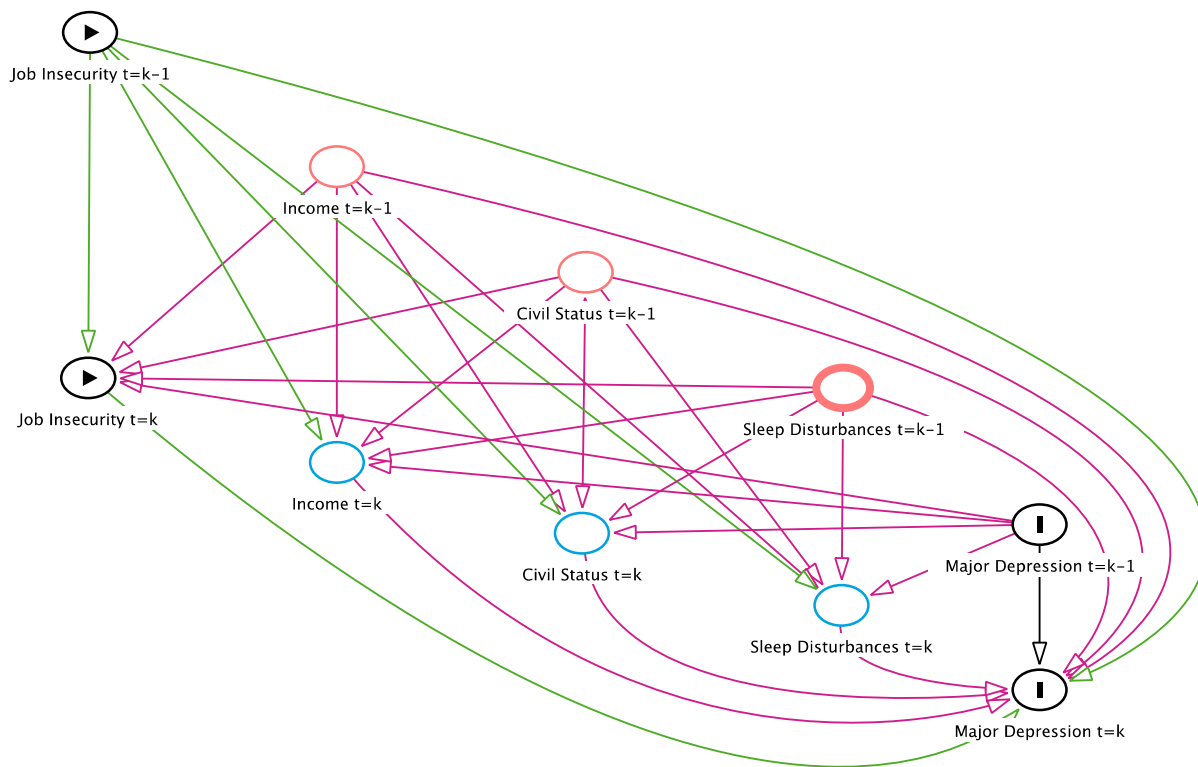 Job Insecurity t=k-1
Income t=k-1
Civil Status t=k-1
Job Insecurity t=k
Sleep Disturbances t=k-1
Income t=k
Major Depression t=k-1
Civil Status t=k
Sleep Disturbances t=k
Major Depression t=k